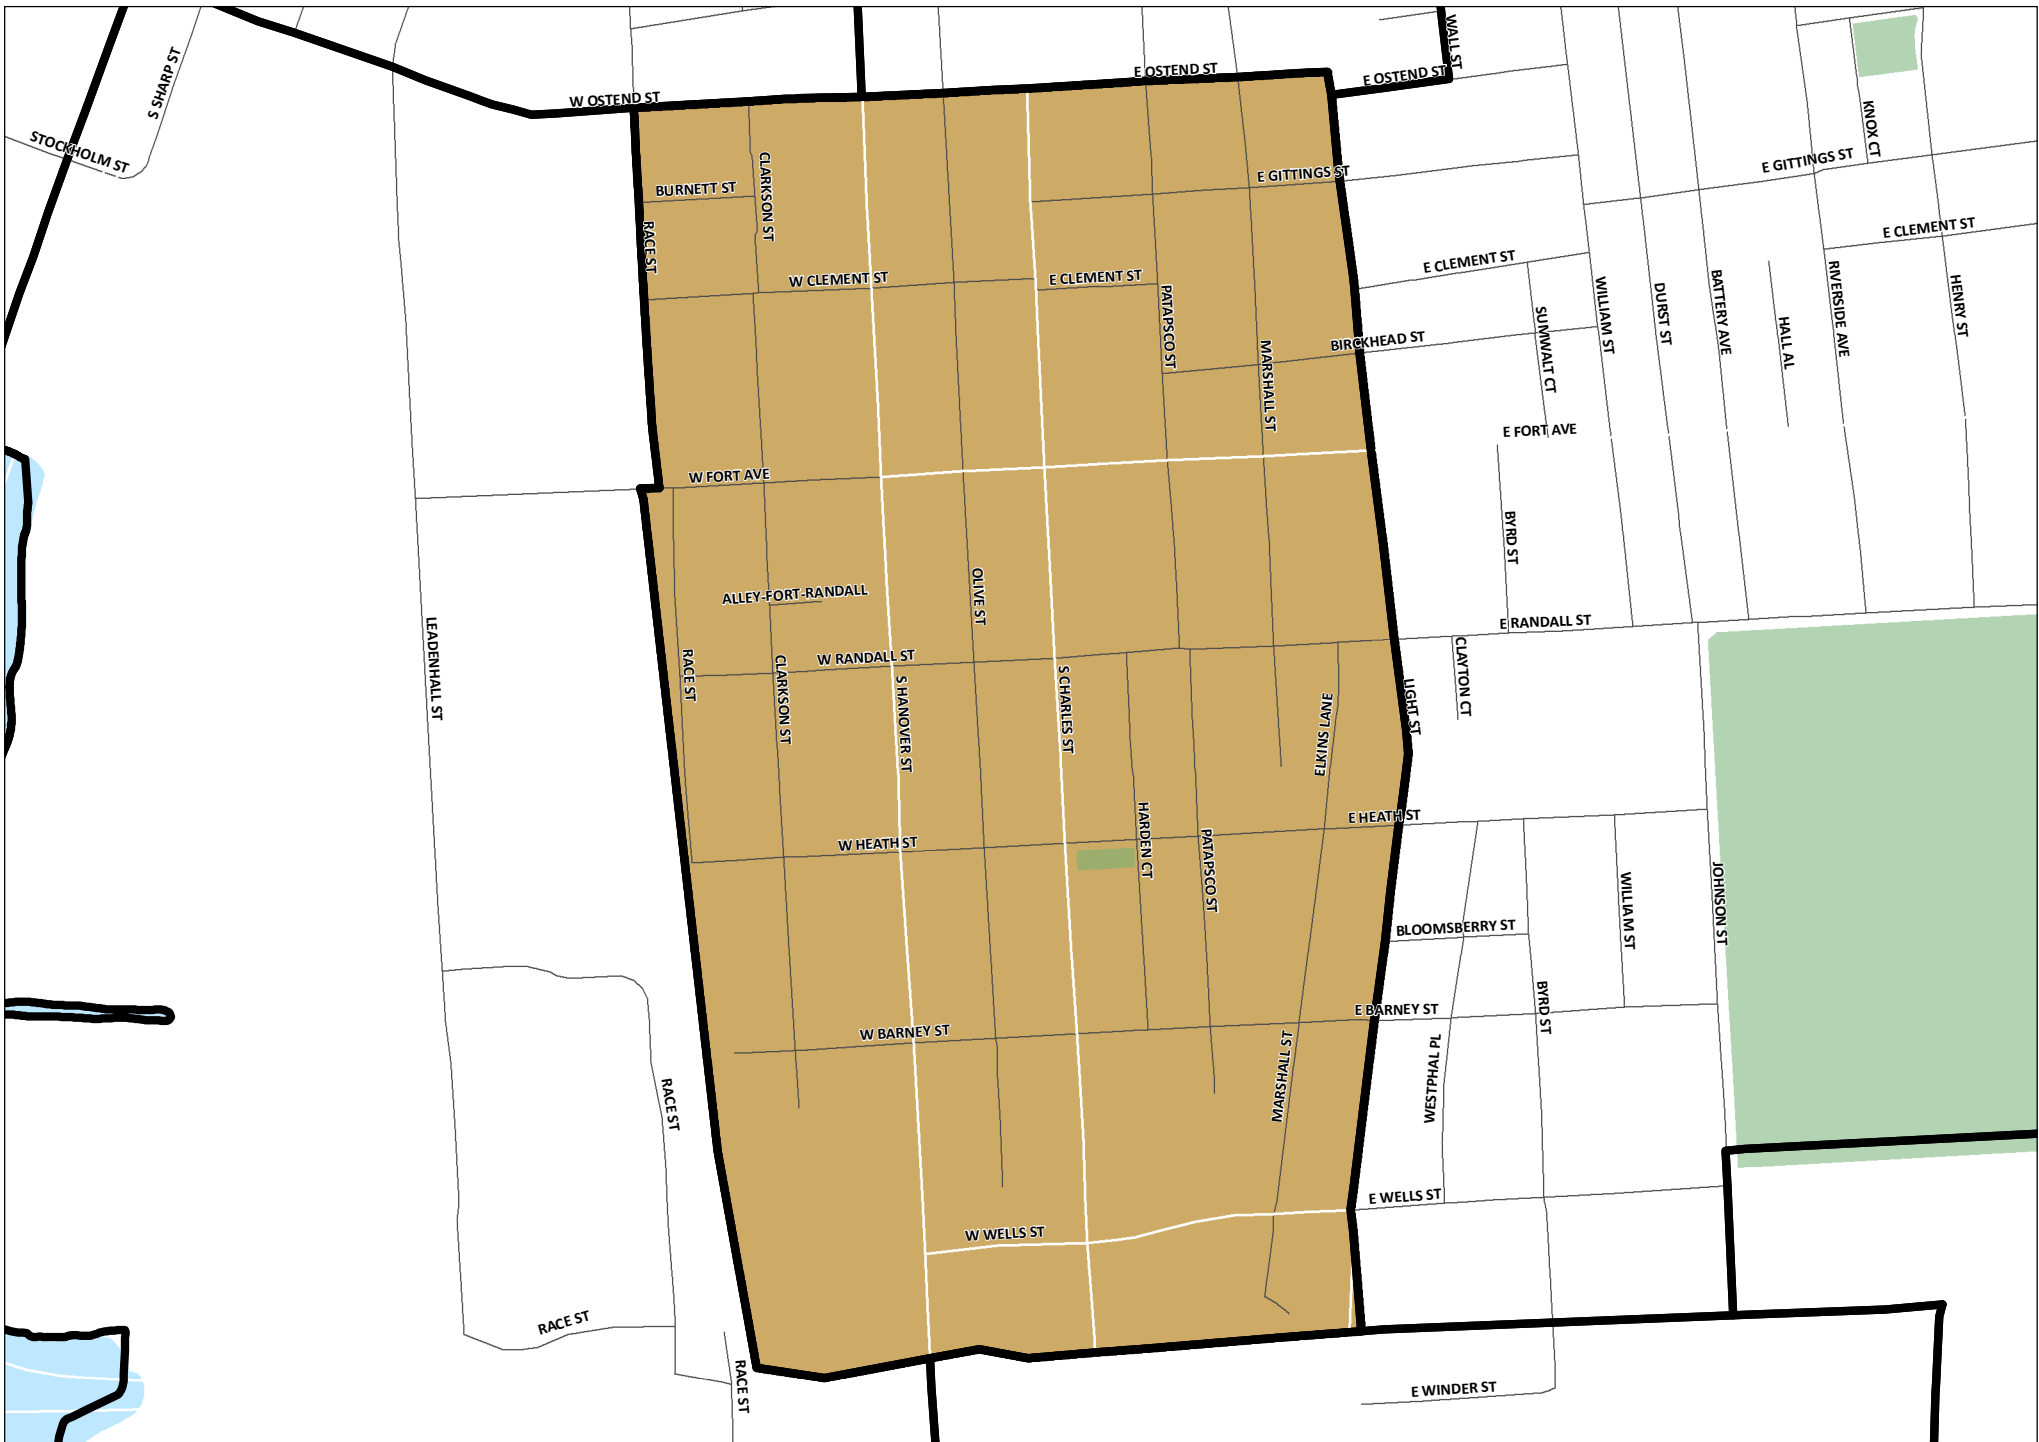 WALL ST
S SHARP ST
E OSTEND ST
E OSTEND ST
W OSTEND ST
KNOX CT
STOCKHOLM ST
E GITTINGS ST
E GITTINGS ST
BURNETT ST
CLARKSON ST
RACE ST
E CLEMENT ST
E CLEMENT ST
W CLEMENT ST
E CLEMENT ST
PATAPSCO ST
WILLIAM ST
DURST ST
BATTERY AVE
RIVERSIDE AVE
HENRY ST
HALL AL
SUMWALT CT
BIRCKHEAD ST
MARSHALL ST
E FORT AVE
W FORT AVE
BYRD ST
OLIVE ST
ALLEY-FORT-RANDALL
LEADENHALL ST
E RANDALL ST
CLAYTON CT
RACE ST
CLARKSON ST
W RANDALL ST
S HANOVER ST
S CHARLES ST
LIGHT ST
ELKINS LANE
HARDEN CT
E HEATH ST
W HEATH ST
PATAPSCO ST
WILLIAM ST
JOHNSON ST
BLOOMSBERRY ST
BYRD ST
E BARNEY ST
W BARNEY ST
MARSHALL ST
WESTPHAL PL
RACE ST
E WELLS ST
W WELLS ST
RACE ST
RACE ST
E WINDER ST